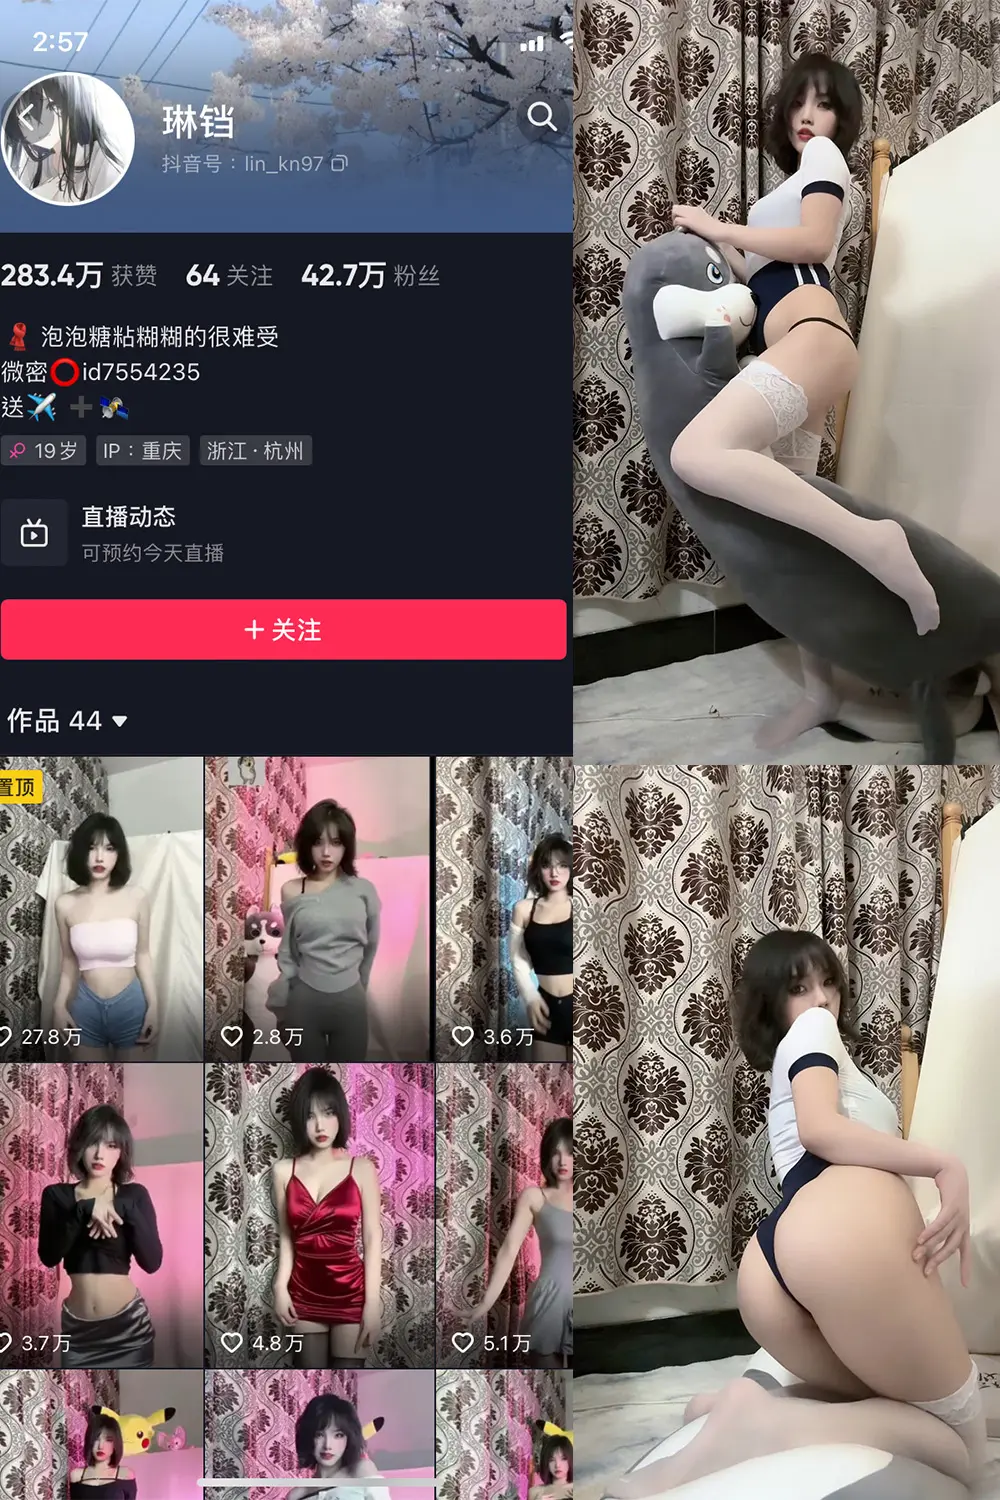 2:57
琳铛
抖音号：lin_kn97
283.4万 获赞 64 关注 42.7万 粉丝
泡泡糖粘糊糊的很难受
微密⭕id7554235
送✈️➕🛰️
♀ 19岁 IP：重庆 浙江·杭州
直播动态
可预约今天直播
＋关注
作品 44
置顶
27.8万
2.8万
3.6万
3.7万
4.8万
5.1万